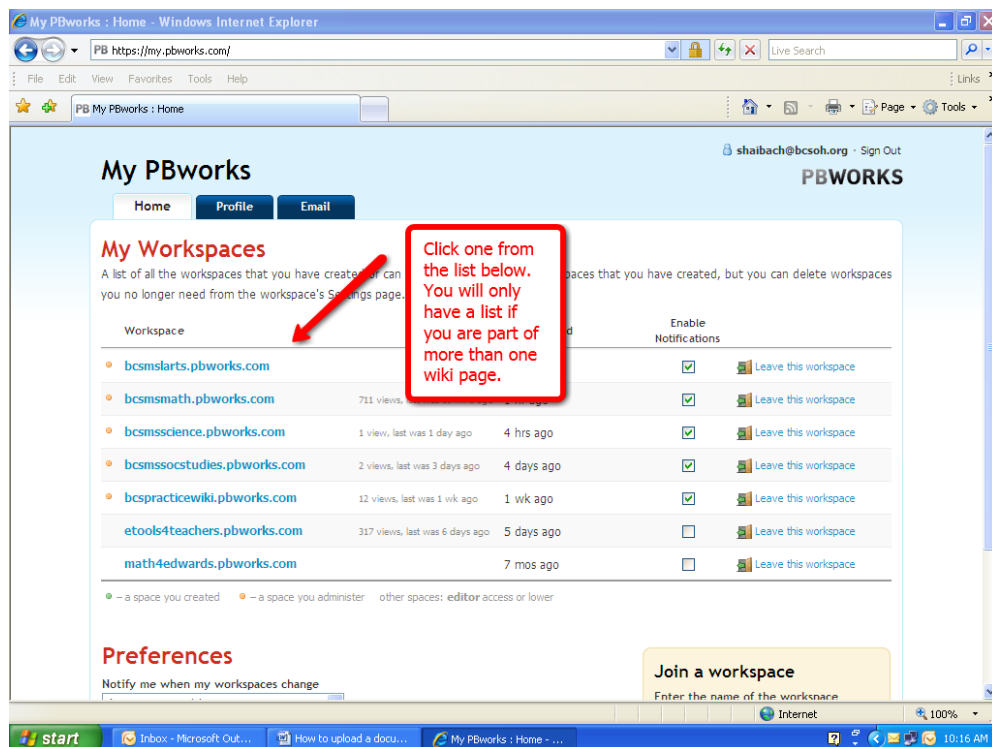 My PBworks : Home - Windows Internet Explorer
PB https://my.pbworks.com/
Live Search
File Edit View Favorites Tools Help
Links
PB My PBworks : Home
Page Tools
shaibach@bcsoh.org · Sign Out
My PBworks
PBWORKS
Home Profile Email
My Workspaces
A list of all the workspaces that you have created or can
spaces that you have created, but you can delete workspaces
you no longer need from the workspace's Settings page.
Click one from
the list below.
You will only
have a list if
you are part of
more than one
wiki page.
Workspace
Enable
Notifications
bcsmslarts.pbworks.com Leave this workspace
bcsmsmath.pbworks.com 711 views, Leave this workspace
bcsmsscience.pbworks.com 1 view, last was 1 day ago 4 hrs ago Leave this workspace
bcsmssocstudies.pbworks.com 2 views, last was 3 days ago 4 days ago Leave this workspace
bcspracticewiki.pbworks.com 12 views, last was 1 wk ago 1 wk ago Leave this workspace
etools4teachers.pbworks.com 317 views, last was 6 days ago 5 days ago Leave this workspace
math4edwards.pbworks.com 7 mos ago Leave this workspace
– a space you created – a space you administer other spaces: editor access or lower
Preferences
Notify me when my workspaces change
Join a workspace
Enter the name of the workspace
Internet 100%
start Inbox - Microsoft Out... How to upload a docu... My PBworks : Home - ... 10:16 AM